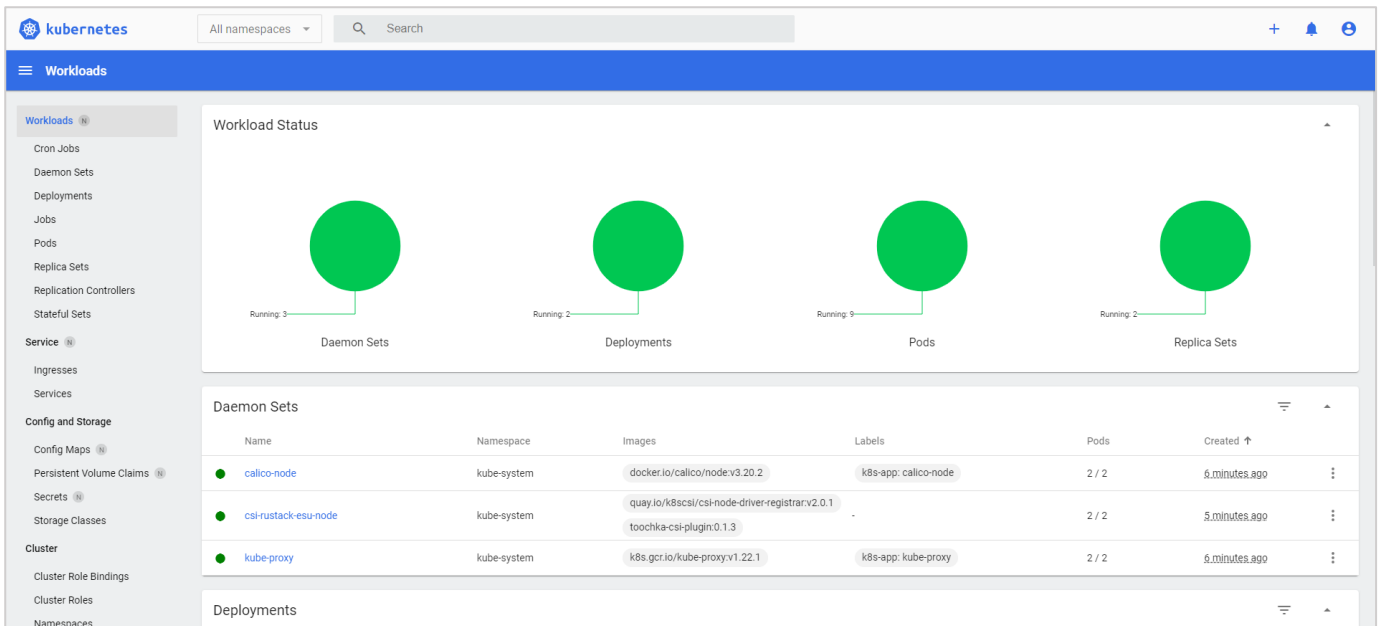 kubernetes
All namespaces
Search
Workloads
Workloads N
Cron Jobs
Daemon Sets
Deployments
Jobs
Pods
Replica Sets
Replication Controllers
Stateful Sets
Service N
Ingresses
Services
Config and Storage
Config Maps N
Persistent Volume Claims N
Secrets N
Storage Classes
Cluster
Cluster Role Bindings
Cluster Roles
Namespaces
Workload Status
Running: 3
Daemon Sets
Running: 2
Deployments
Running: 9
Pods
Running: 2
Replica Sets
Daemon Sets
Name Namespace Images Labels Pods Created
calico-node kube-system docker.io/calico/node:v3.20.2 k8s-app: calico-node 2 / 2 6 minutes ago
quay.io/k8scsi/csi-node-driver-registrar:v2.0.1
csi-rustack-esu-node kube-system - 2 / 2 5 minutes ago
toochka-csi-plugin:0.1.3
kube-proxy kube-system k8s.gcr.io/kube-proxy:v1.22.1 k8s-app: kube-proxy 2 / 2 6 minutes ago
Deployments